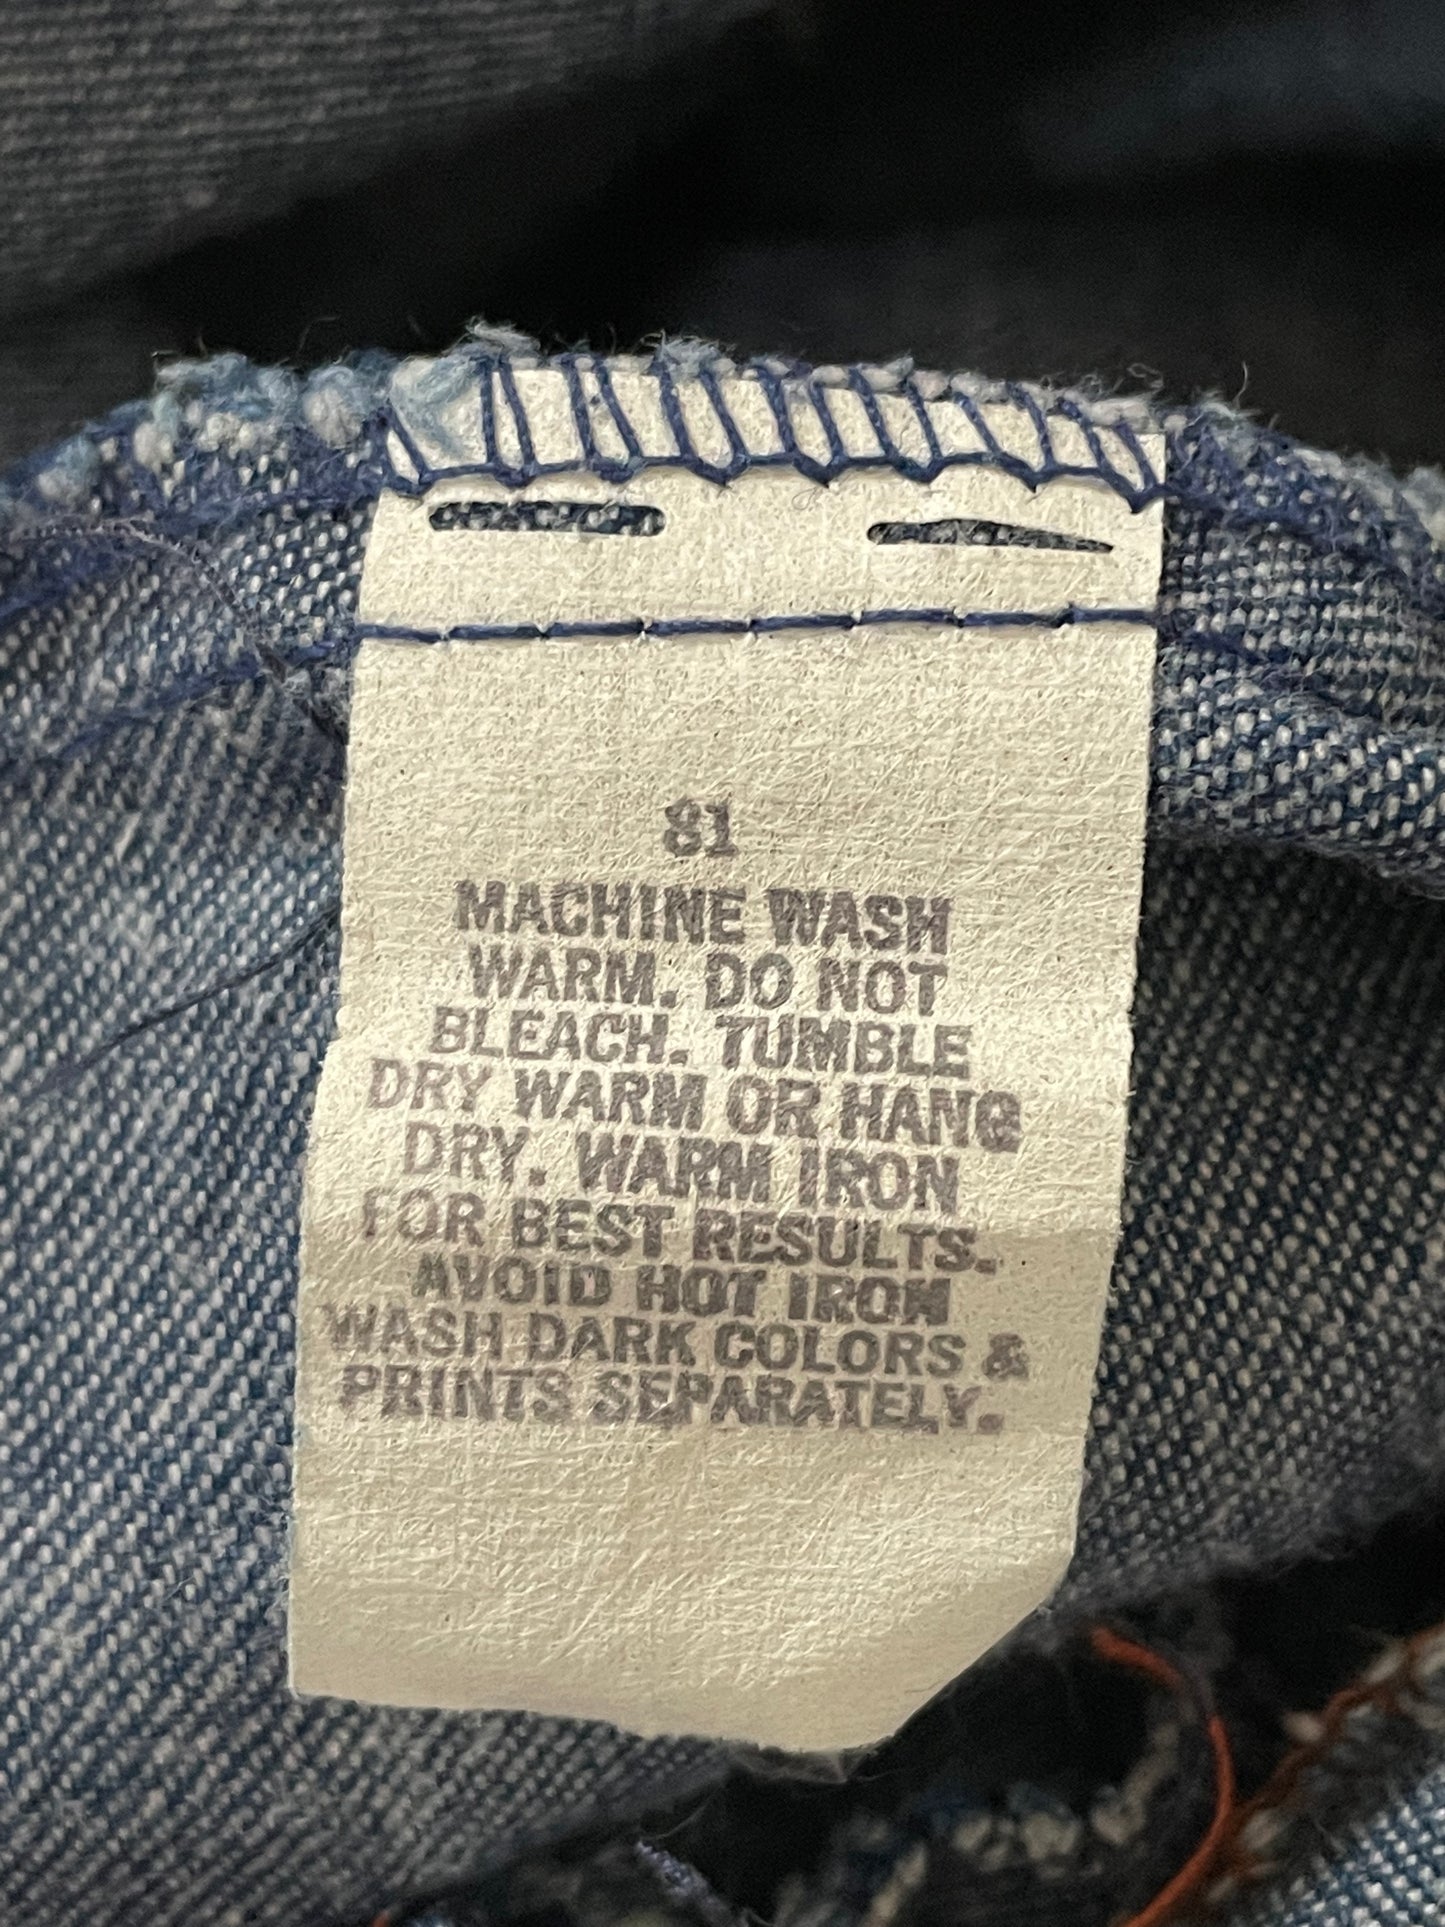 81
MACHINE WASH
WARM. DO NOT
BLEACH. TUMBLE
DRY WARM OR HANG
DRY. WARM IRON
FOR BEST RESULTS.
AVOID HOT IRON
WASH DARK COLORS &
PRINTS SEPARATELY.